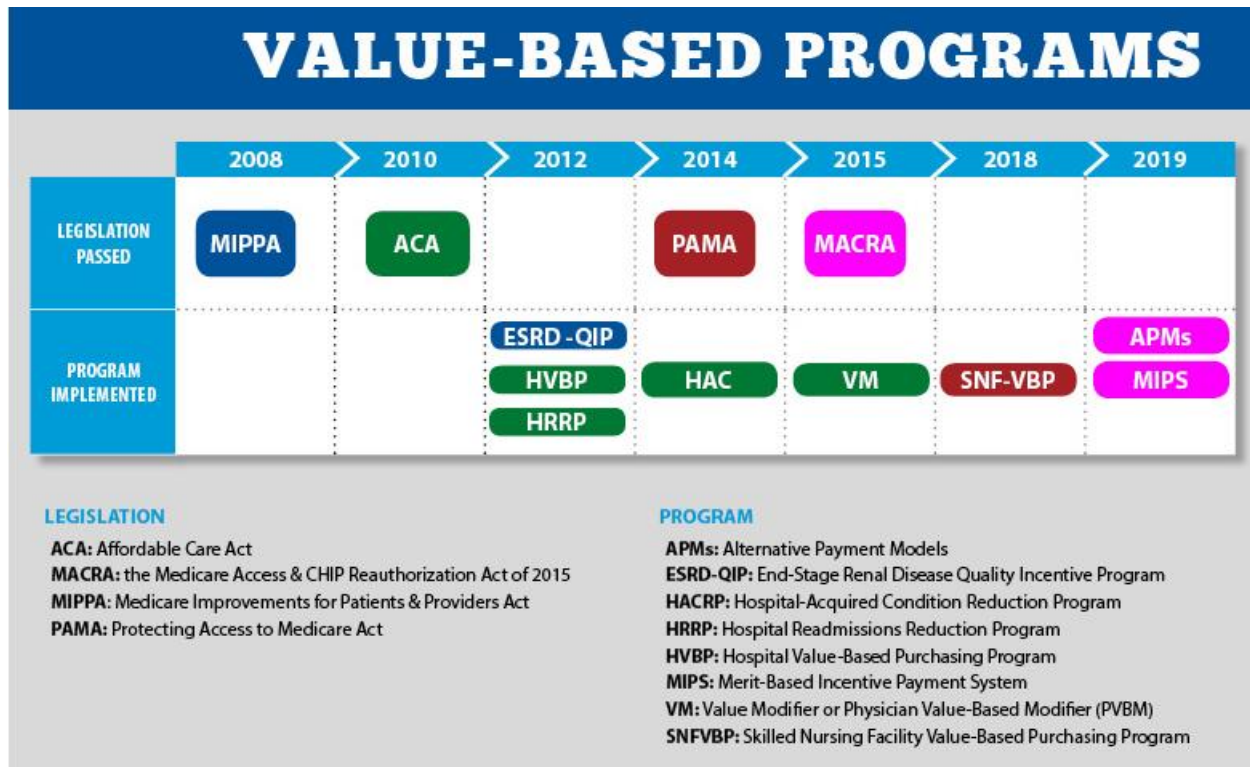 VALUE-BASED PROGRAMS
2008 2010 2012 2014 2015 2018 2019
LEGISLATION
PASSED
MIPPA ACA PAMA MACRA
PROGRAM
IMPLEMENTED
ESRD -QIP APMs
HVBP HAC VM SNF-VBP MIPS
HRRP
LEGISLATION
ACA: Affordable Care Act
MACRA: the Medicare Access & CHIP Reauthorization Act of 2015
MIPPA: Medicare Improvements for Patients & Providers Act
PAMA: Protecting Access to Medicare Act
PROGRAM
APMs: Alternative Payment Models
ESRD-QIP: End-Stage Renal Disease Quality Incentive Program
HACRP: Hospital-Acquired Condition Reduction Program
HRRP: Hospital Readmissions Reduction Program
HVBP: Hospital Value-Based Purchasing Program
MIPS: Merit-Based Incentive Payment System
VM: Value Modifier or Physician Value-Based Modifier (PVBM)
SNFVBP: Skilled Nursing Facility Value-Based Purchasing Program